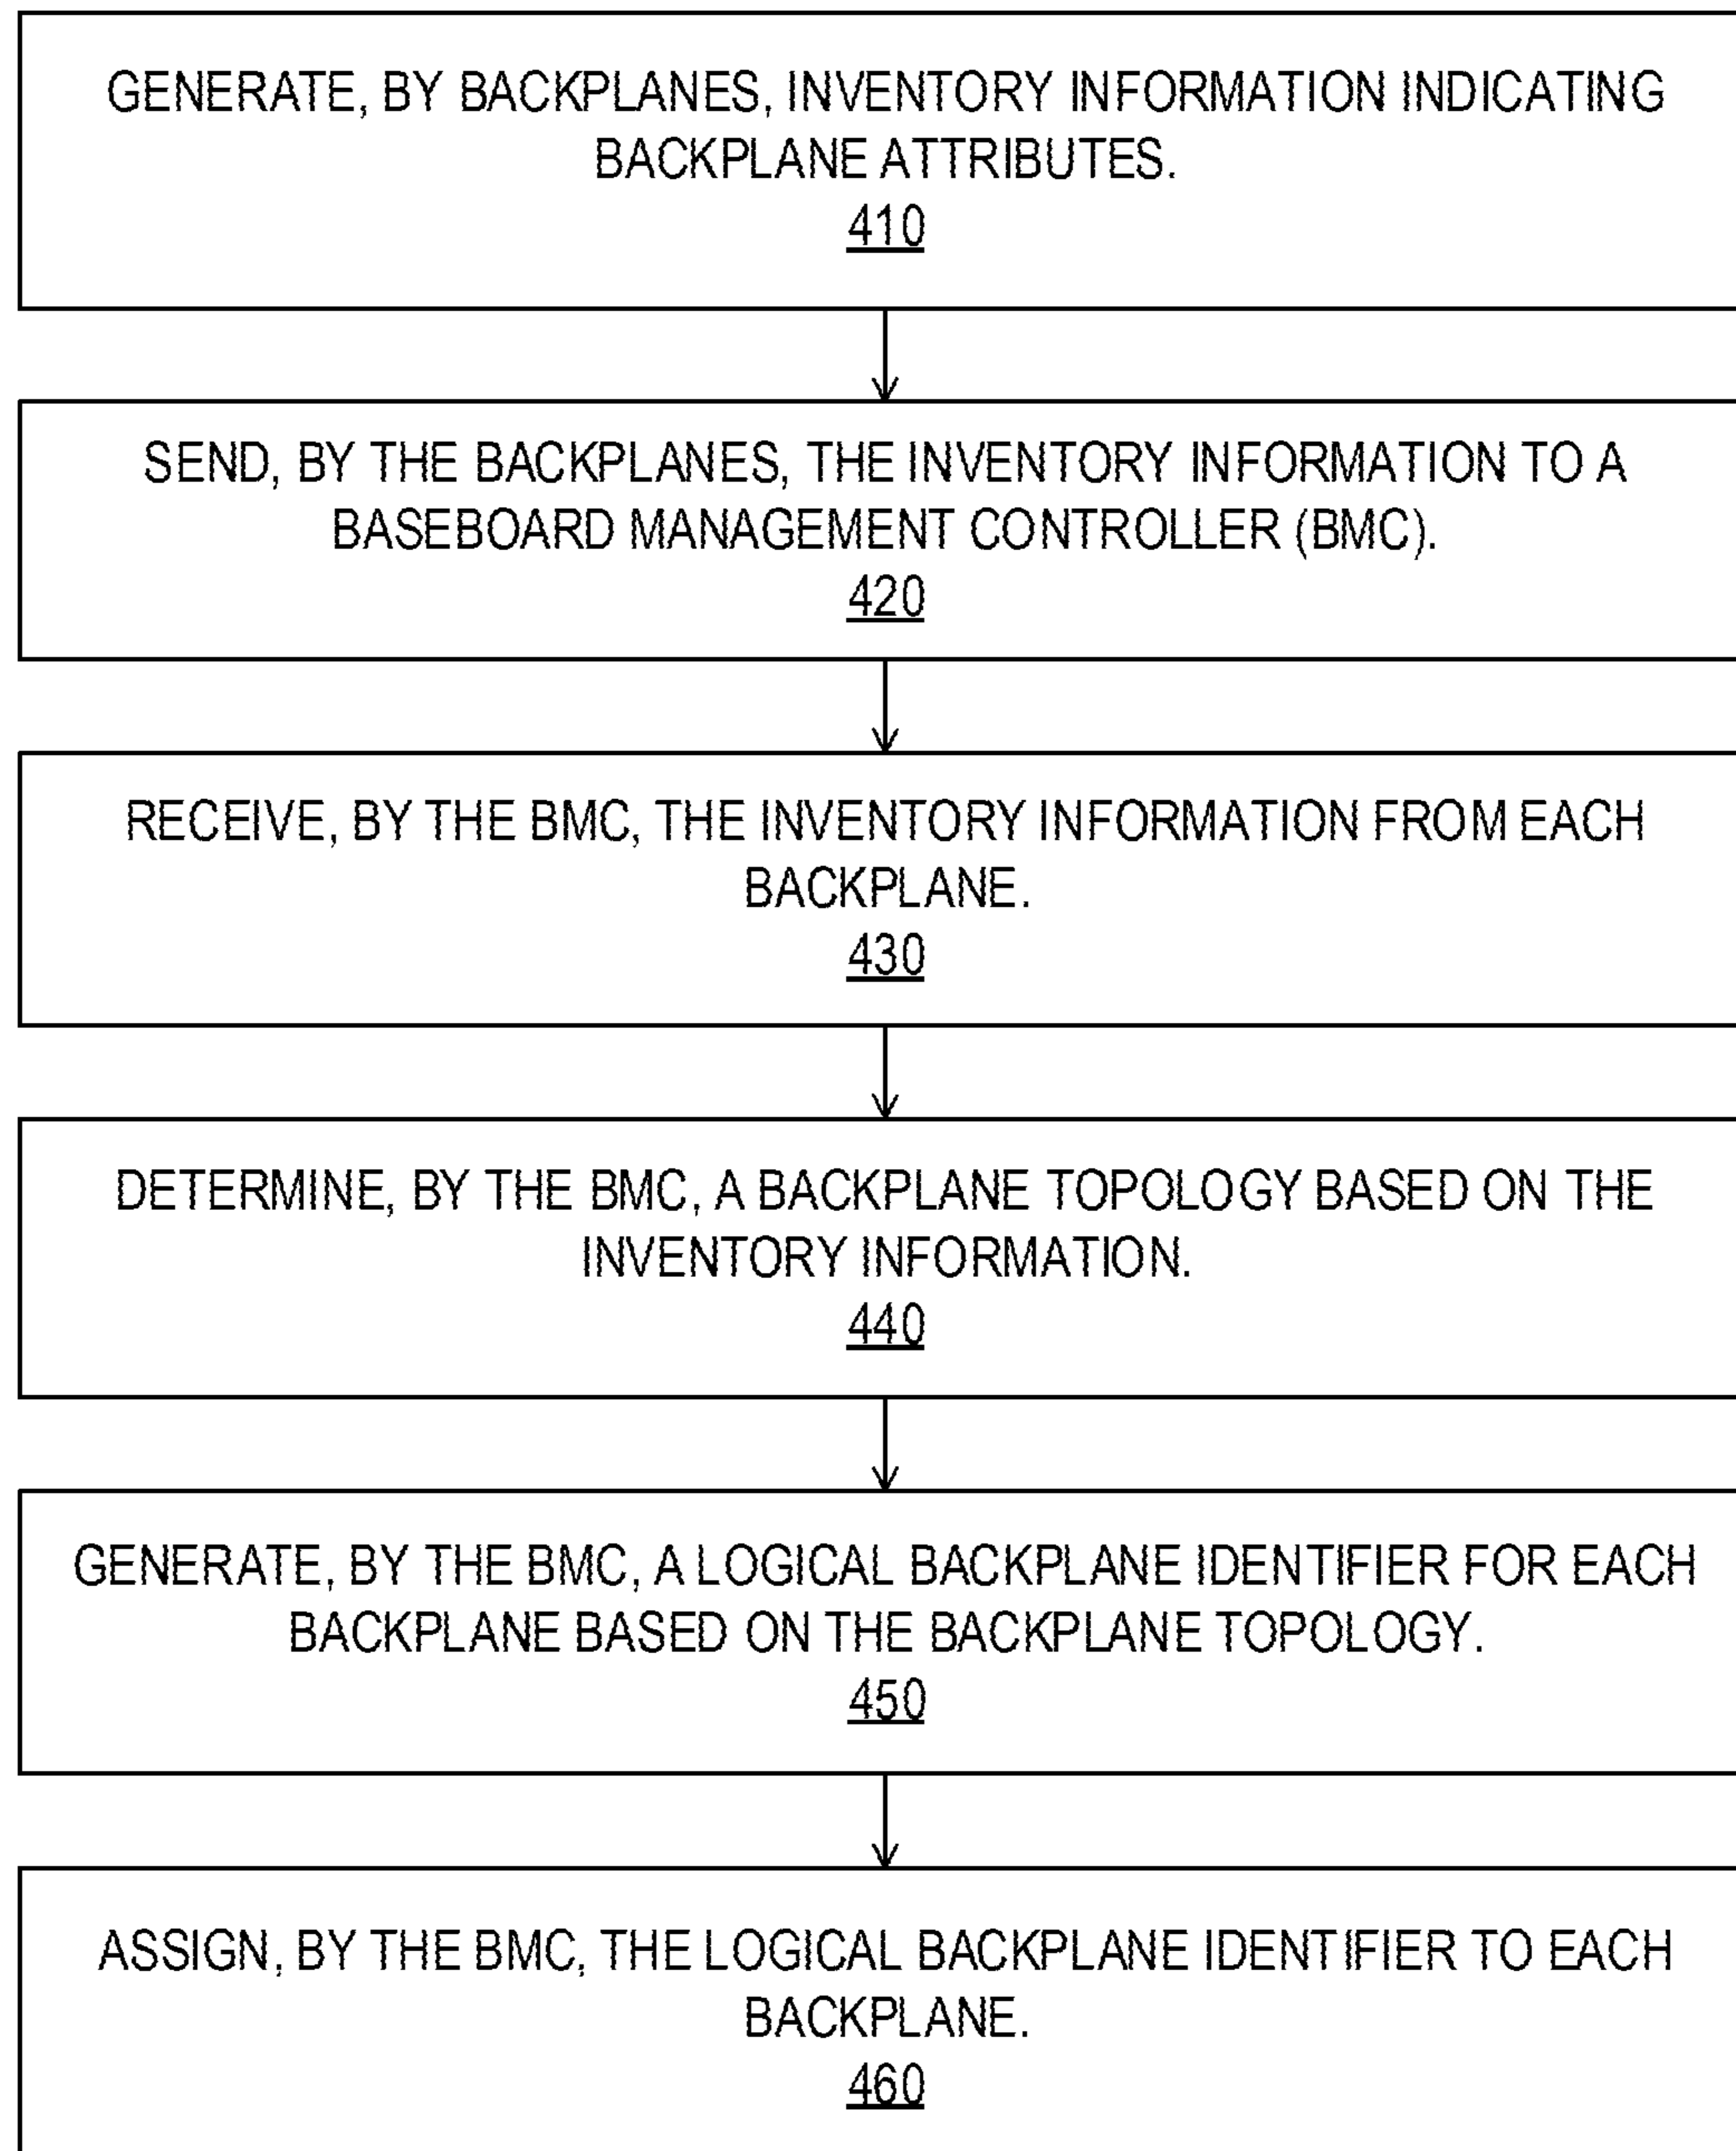 GENERATE, BY BACKPLANES, INVENTORY INFORMATION INDICATING
BACKPLANE ATTRIBUTES.
410
SEND, BY THE BACKPLANES, THE INVENTORY INFORMATION TO A
BASEBOARD MANAGEMENT CONTROLLER (BMC).
420
RECEIVE, BY THE BMC, THE INVENTORY INFORMATION FROM EACH
BACKPLANE.
430
DETERMINE, BY THE BMC, A BACKPLANE TOPOLOGY BASED ON THE
INVENTORY INFORMATION.
440
GENERATE, BY THE BMC, A LOGICAL BACKPLANE IDENTIFIER FOR EACH
BACKPLANE BASED ON THE BACKPLANE TOPOLOGY.
450
ASSIGN, BY THE BMC, THE LOGICAL BACKPLANE IDENTIFIER TO EACH
BACKPLANE.
460